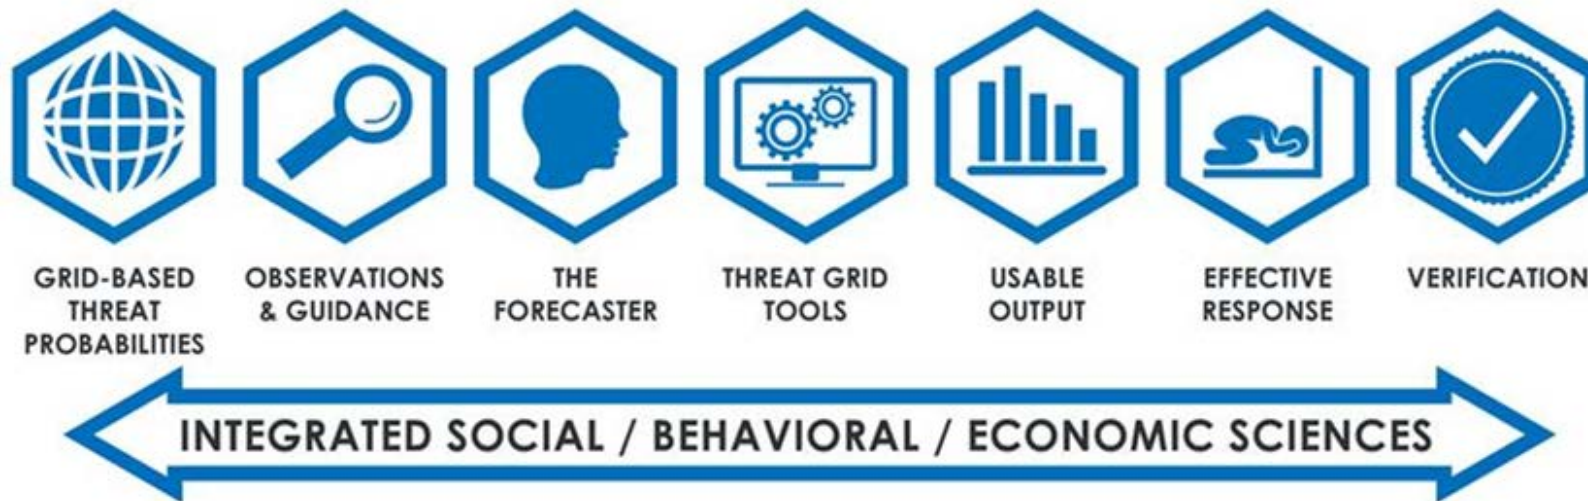 GRID-BASED
THREAT
PROBABILITIES
OBSERVATIONS
& GUIDANCE
THE
FORECASTER
THREAT GRID
TOOLS
USABLE
OUTPUT
EFFECTIVE
RESPONSE
VERIFICATION
INTEGRATED SOCIAL / BEHAVIORAL / ECONOMIC SCIENCES